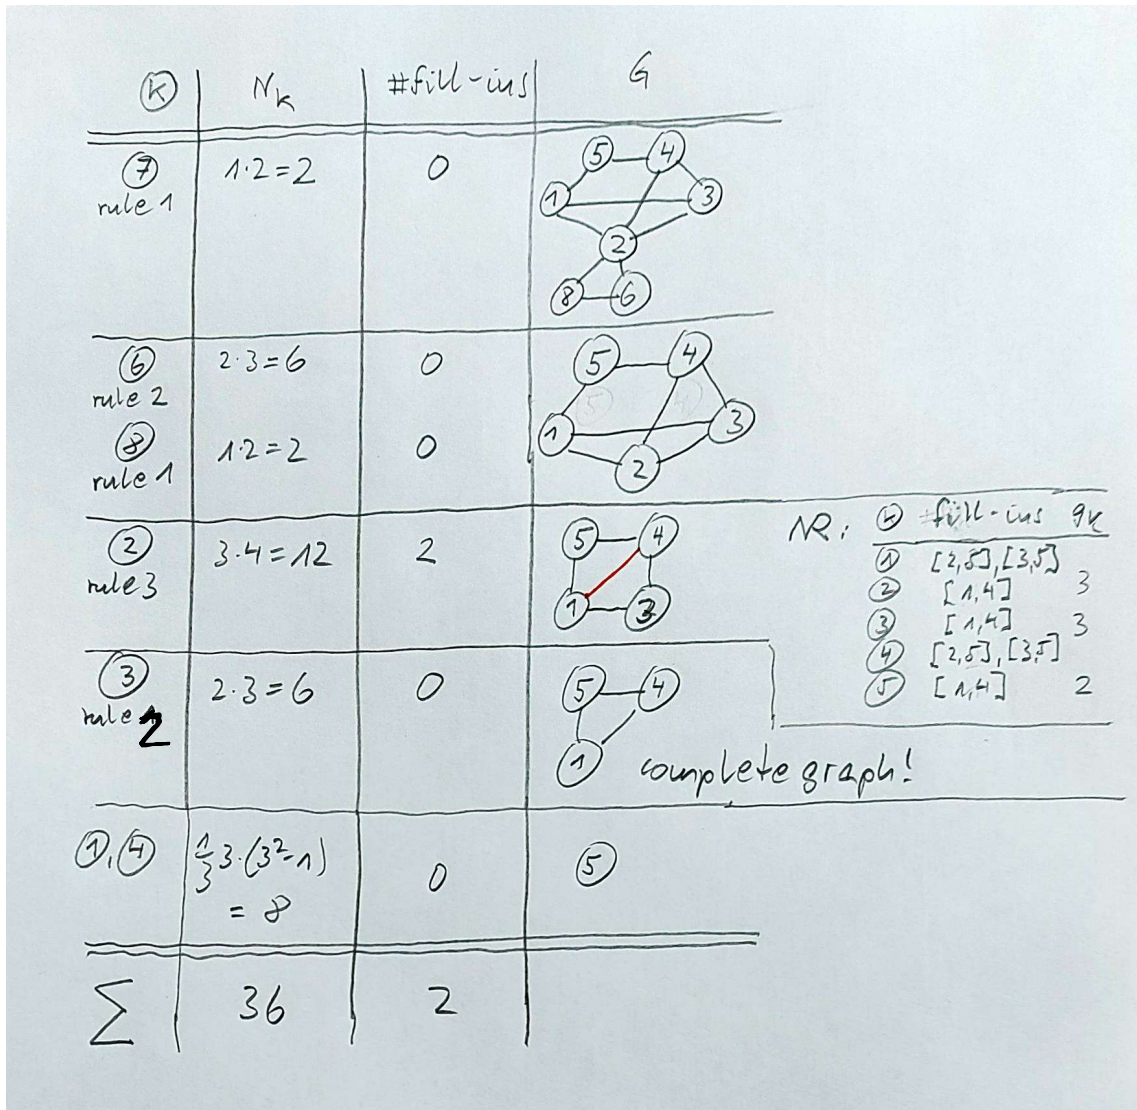 k N_k #fill-ins G
7 1·2=2 0
rule 1
5 4
1 3
2
8 6
6 2·3=6 0
rule 2
5 4
5 4
8 1·2=2 0
rule 1
1 3
2
NR: k #fill-ins g_k
1 [2,5],[3,5]
2 [1,4] 3
3 [1,4] 3
4 [2,5],[3,5]
5 [1,4] 2
2 3·4=12 2
rule 3
5 4
1 3
3 2·3=6 0
rule 2
5 4
1
complete graph!
1, 4 1/3 3·(3²-1) 0 5
= 8
Σ 36 2